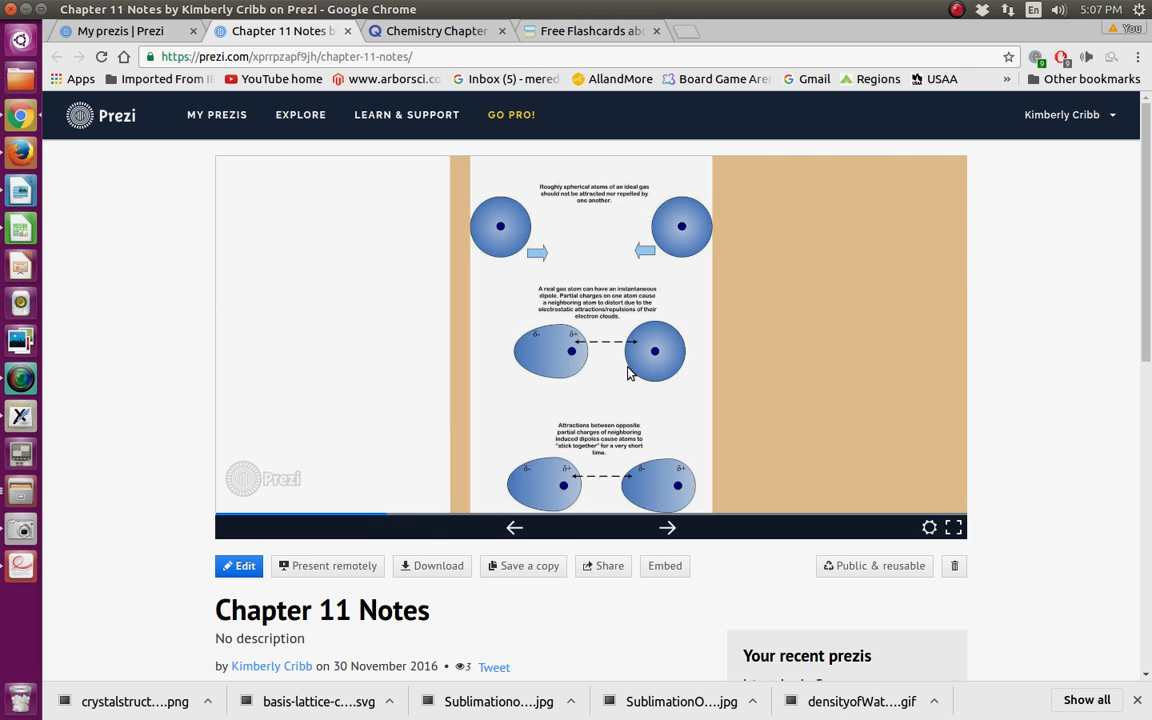 Chapter 11 Notes by Kimberly Cribb on Prezi - Google Chrome
En
5:07 PM
My prezis | Prezi
Chapter 11 Notes b
Chemistry Chapter
Free Flashcards abo
You
https://prezi.com/xprrpzapf9jh/chapter-11-notes/
9
9
Apps
Imported From IE
YouTube home
www.arborsci.co
Inbox (5) - mered
AllandMore
Board Game Aren
Gmail
Regions
USAA
»
Other bookmarks
Prezi
MY PREZIS
EXPLORE
LEARN & SUPPORT
GO PRO!
Kimberly Cribb
Roughly spherical atoms of an ideal gas
should not be attracted nor repelled by
one another.
A real gas atom can have an instantaneous
dipole. Partial charges on one atom cause
a neighboring atom to distort due to the
electrostatic attractions/repulsions of their
electron clouds.
δ- δ+
Attractions between opposite
partial charges of neighboring
induced dipoles cause atoms to
"stick together" for a very short
time.
δ- δ+ δ- δ+
Prezi
Edit
Present remotely
Download
Save a copy
Share
Embed
Public & reusable
Chapter 11 Notes
No description
by Kimberly Cribb on 30 November 2016 • 3 Tweet
Your recent prezis
crystalstruct....png
basis-lattice-c....svg
Sublimationo....jpg
SublimationO....jpg
densityofWat....gif
Show all